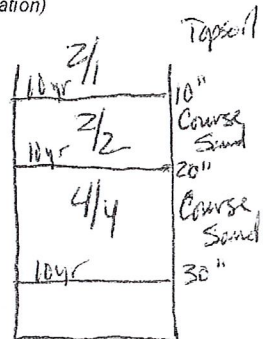 ation)
2/1 Topsoil
10yr 10"
2/2 Course Sand
10yr 20"
4/4 Course Sand
10yr 30"